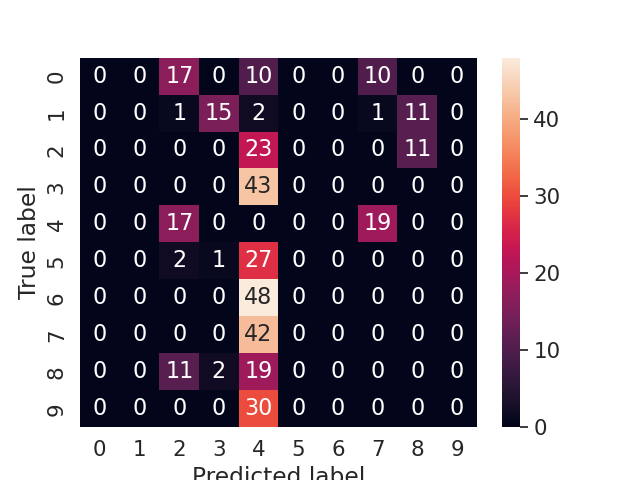 0 0 0 17 0 10 0 0 10 0 0
1 0 0 1 15 2 0 0 1 11 0
2 0 0 0 0 23 0 0 0 11 0
3 0 0 0 0 43 0 0 0 0 0
4 0 0 17 0 0 0 0 19 0 0
5 0 0 2 1 27 0 0 0 0 0
6 0 0 0 0 48 0 0 0 0 0
7 0 0 0 0 42 0 0 0 0 0
8 0 0 11 2 19 0 0 0 0 0
9 0 0 0 0 30 0 0 0 0 0
0 1 2 3 4 5 6 7 8 9
Predicted label
True label
40
30
20
10
0